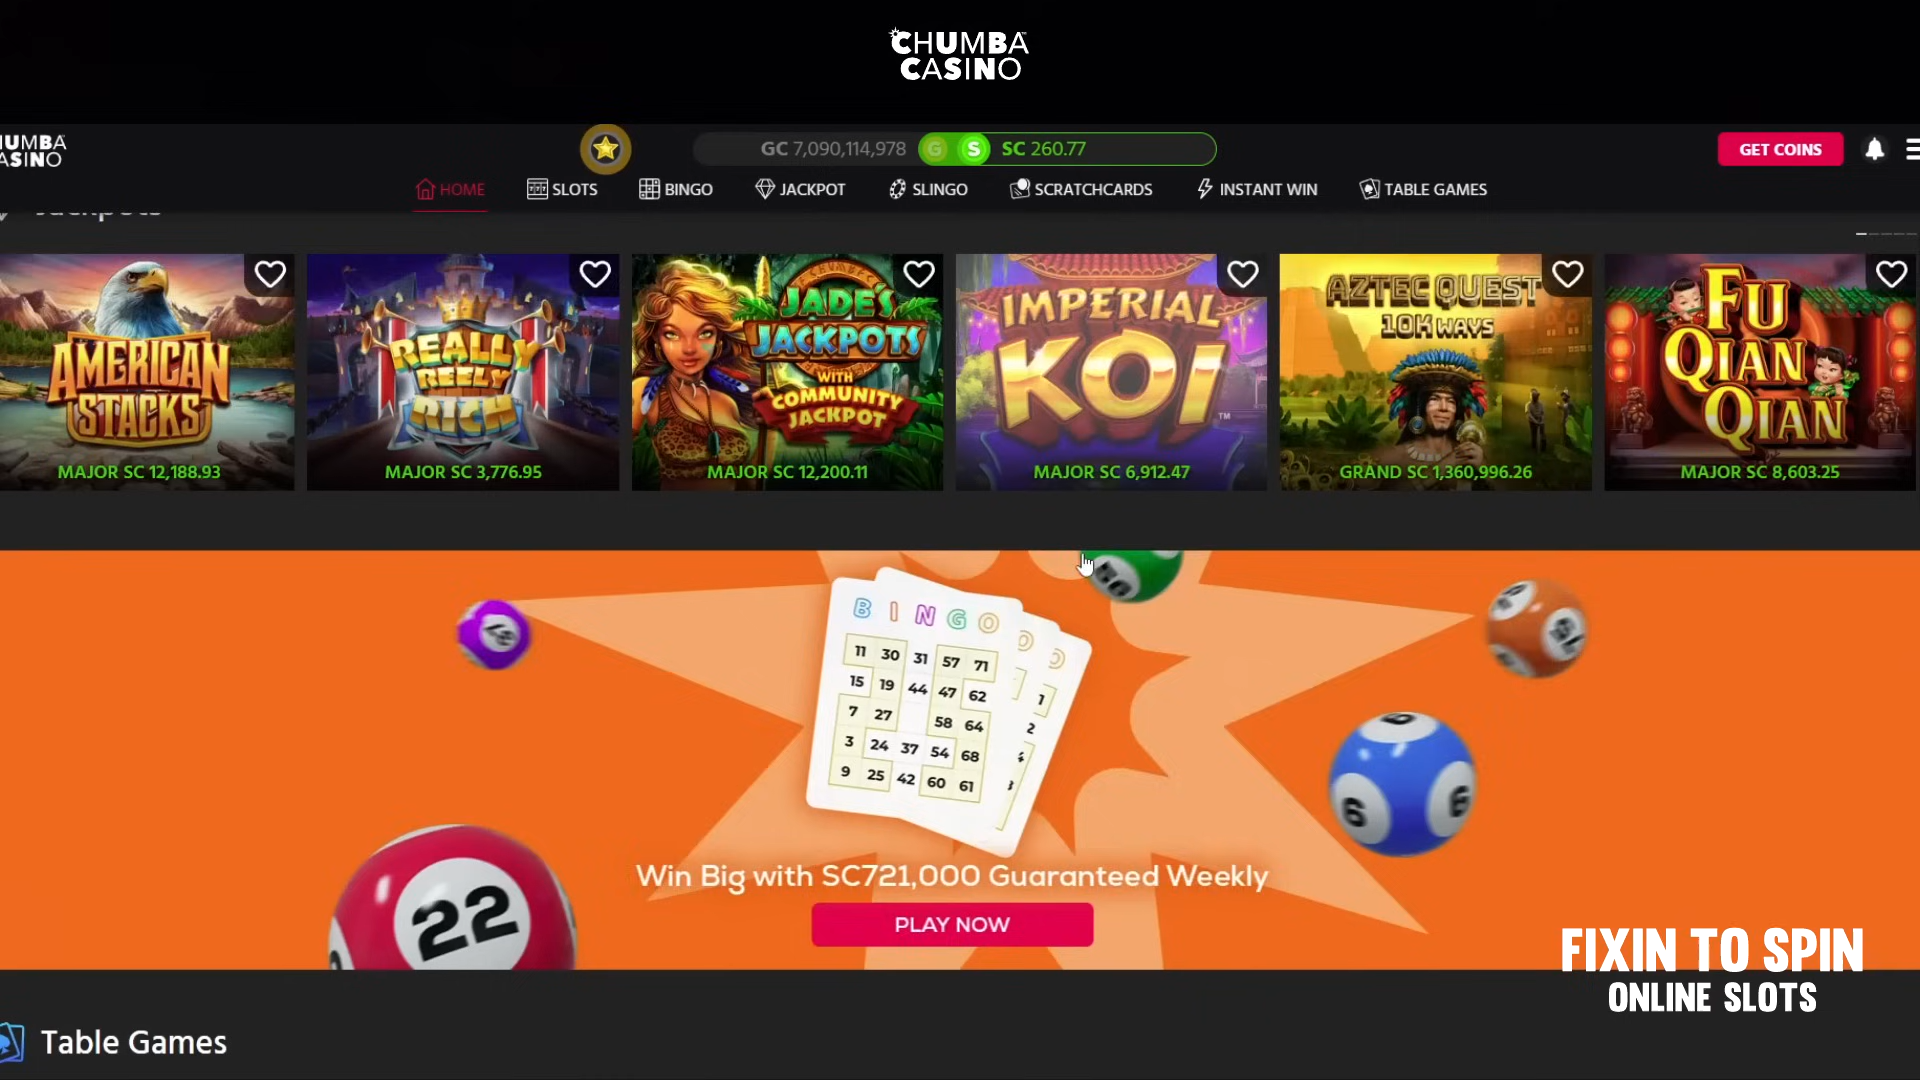 CHUMBA
CASINO
HUMBA
ASINO
GC 7,090,114,978
G
S
SC 260.77
GET COINS
HOME
SLOTS
BINGO
JACKPOT
SLINGO
SCRATCHCARDS
INSTANT WIN
TABLE GAMES
Jackpots
AMERICAN
STACKS
MAJOR SC 12,188.93
REALLY
REELY
RICH
MAJOR SC 3,776.95
JADE'S
JACKPOTS
WITH
COMMUNITY
JACKPOT
MAJOR SC 12,200.11
IMPERIAL
KOI™
MAJOR SC 6,912.47
AZTEC QUEST
10K WAYS
GRAND SC 1,360,996.26
FU
QIAN
QIAN
MAJOR SC 8,603.25
BINGO
11 30 31 57 71
15 19 44 47 62
7 27 58 64
3 24 37 54 68
9 25 42 60 61
6 6
22
Win Big with SC721,000 Guaranteed Weekly
PLAY NOW
FIXIN TO SPIN
ONLINE SLOTS
Table Games